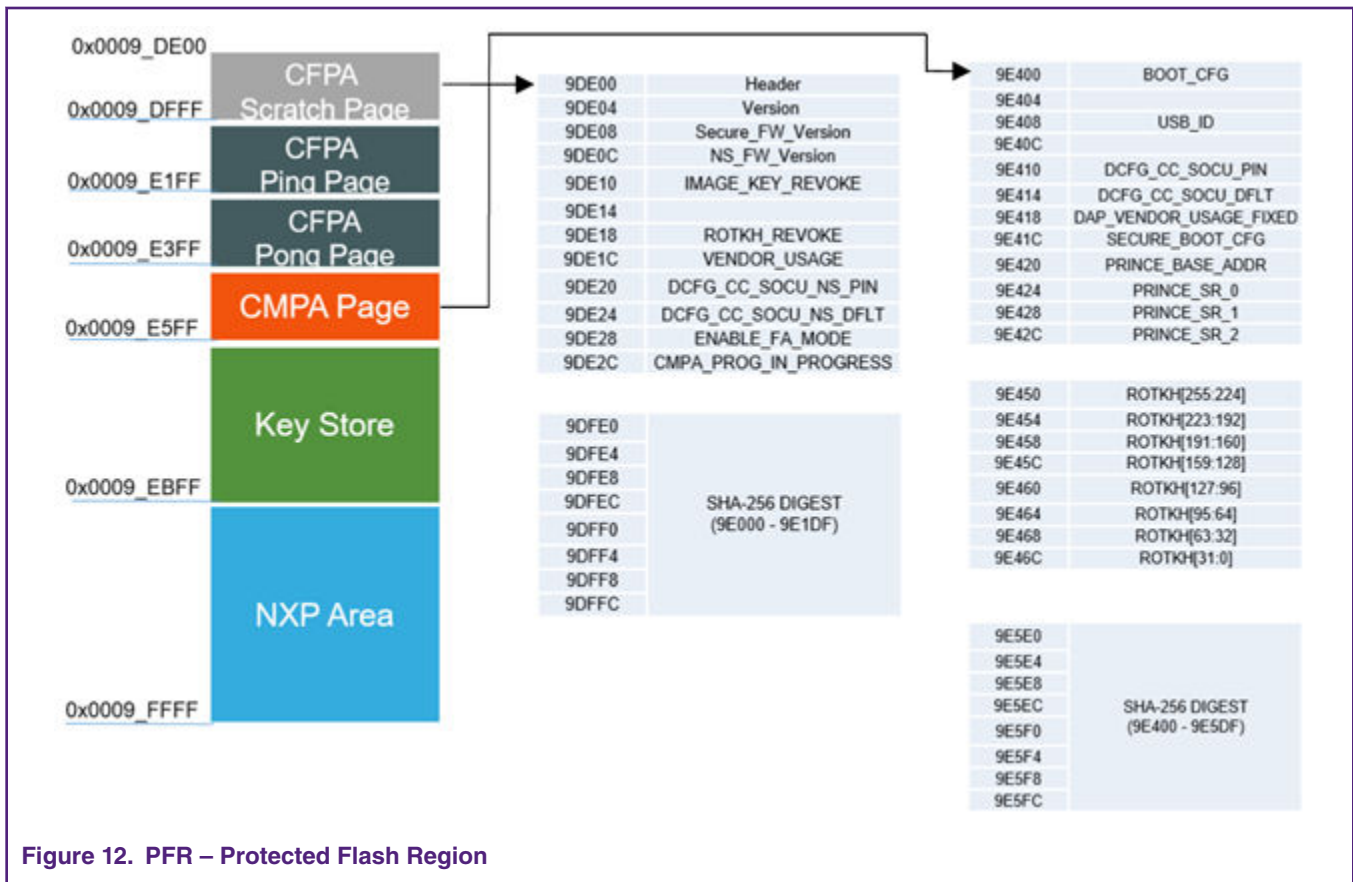 0x0009_DE00
CFPA
Scratch Page
0x0009_DFFF
CFPA
Ping Page
0x0009_E1FF
CFPA
Pong Page
0x0009_E3FF
CMPA Page
0x0009_E5FF
Key Store
0x0009_EBFF
NXP Area
0x0009_FFFF
9DE00 Header
9DE04 Version
9DE08 Secure_FW_Version
9DE0C NS_FW_Version
9DE10 IMAGE_KEY_REVOKE
9DE14
9DE18 ROTKH_REVOKE
9DE1C VENDOR_USAGE
9DE20 DCFG_CC_SOCU_NS_PIN
9DE24 DCFG_CC_SOCU_NS_DFLT
9DE28 ENABLE_FA_MODE
9DE2C CMPA_PROG_IN_PROGRESS
9DFE0
9DFE4
9DFE8
9DFEC
9DFF0
9DFF4
9DFF8
9DFFC
SHA-256 DIGEST
(9E000 - 9E1DF)
9E400 BOOT_CFG
9E404
9E408 USB_ID
9E40C
9E410 DCFG_CC_SOCU_PIN
9E414 DCFG_CC_SOCU_DFLT
9E418 DAP_VENDOR_USAGE_FIXED
9E41C SECURE_BOOT_CFG
9E420 PRINCE_BASE_ADDR
9E424 PRINCE_SR_0
9E428 PRINCE_SR_1
9E42C PRINCE_SR_2
9E450 ROTKH[255:224]
9E454 ROTKH[223:192]
9E458 ROTKH[191:160]
9E45C ROTKH[159:128]
9E460 ROTKH[127:96]
9E464 ROTKH[95:64]
9E468 ROTKH[63:32]
9E46C ROTKH[31:0]
9E5E0
9E5E4
9E5E8
9E5EC
9E5F0
9E5F4
9E5F8
9E5FC
SHA-256 DIGEST
(9E400 - 9E5DF)
Figure 12. PFR – Protected Flash Region